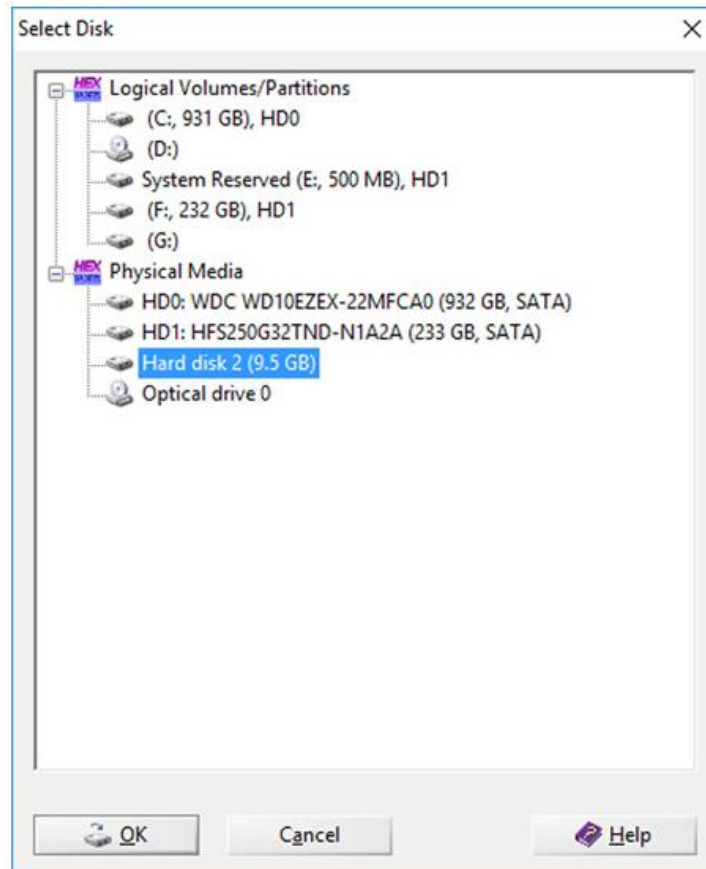 Select Disk
HEX Logical Volumes/Partitions
(C:, 931 GB), HD0
(D:)
System Reserved (E:, 500 MB), HD1
(F:, 232 GB), HD1
(G:)
HEX Physical Media
HD0: WDC WD10EZEX-22MFCA0 (932 GB, SATA)
HD1: HFS250G32TND-N1A2A (233 GB, SATA)
Hard disk 2 (9.5 GB)
Optical drive 0
OK Cancel Help